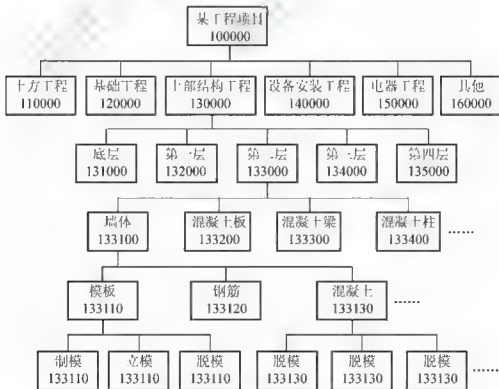 某工程项目
100000
土方工程
110000
基础工程
120000
上部结构工程
130000
设备安装工程
140000
电器工程
150000
其他
160000
底层
131000
第一层
132000
第二层
133000
第三层
134000
第四层
135000
墙体
133100
混凝土板
133200
混凝土梁
133300
混凝土柱
133400
……
模板
133110
钢筋
133120
混凝土
133130
……
制模
133110
立模
133110
脱模
133110
脱模
133130
脱模
133130
脱模
133130
……